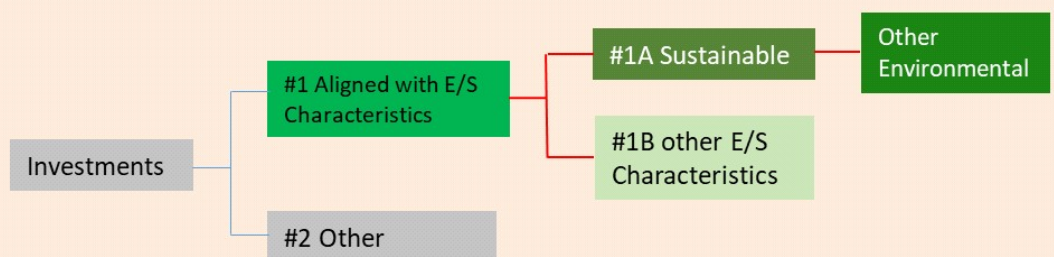 Other
Environmental
#1A Sustainable
#1 Aligned with E/S
Characteristics
#1B other E/S
Characteristics
Investments
#2 Other